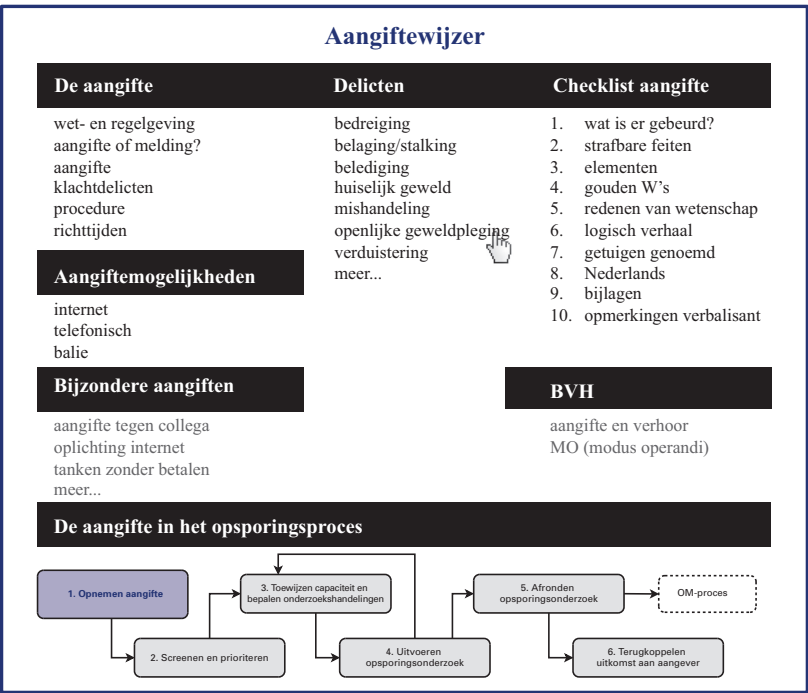 Aangiftewijzer
De aangifte
wet- en regelgeving
aangifte of melding?
aangifte
klachtdelicten
procedure
richttijden
Aangiftemogelijkheden
internet
telefonisch
balie
Bijzondere aangiften
aangifte tegen collega
oplichting internet
tanken zonder betalen
meer...
Delicten
bedreiging
belaging/stalking
belediging
huiselijk geweld
mishandeling
openlijke geweldpleging
verduistering
meer...
Checklist aangifte
1. wat is er gebeurd?
2. strafbare feiten
3. elementen
4. gouden W's
5. redenen van wetenschap
6. logisch verhaal
7. getuigen genoemd
8. Nederlands
9. bijlagen
10. opmerkingen verbalisant
BVH
aangifte en verhoor
MO (modus operandi)
De aangifte in het opsporingsproces
1. Opnemen aangifte
2. Screenen en prioriteren
3. Toewijzen capaciteit en
bepalen onderzoekshandelingen
4. Uitvoeren
opsporingsonderzoek
5. Afronden
opsporingsonderzoek
OM-proces
6. Terugkoppelen
uitkomst aan aangever